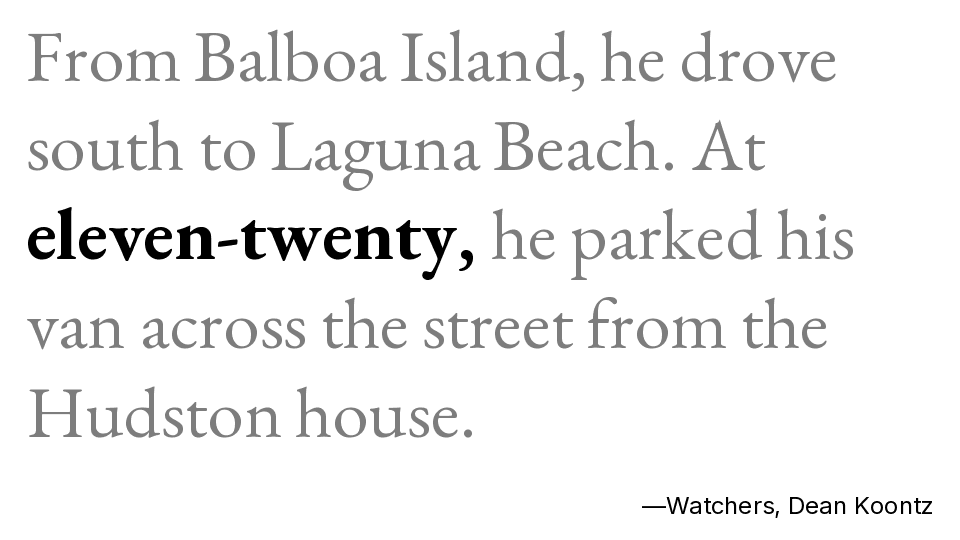 From Balboa Island, he drove
south to Laguna Beach. At
eleven-twenty, he parked his
van across the street from the
Hudston house.
—Watchers, Dean Koontz